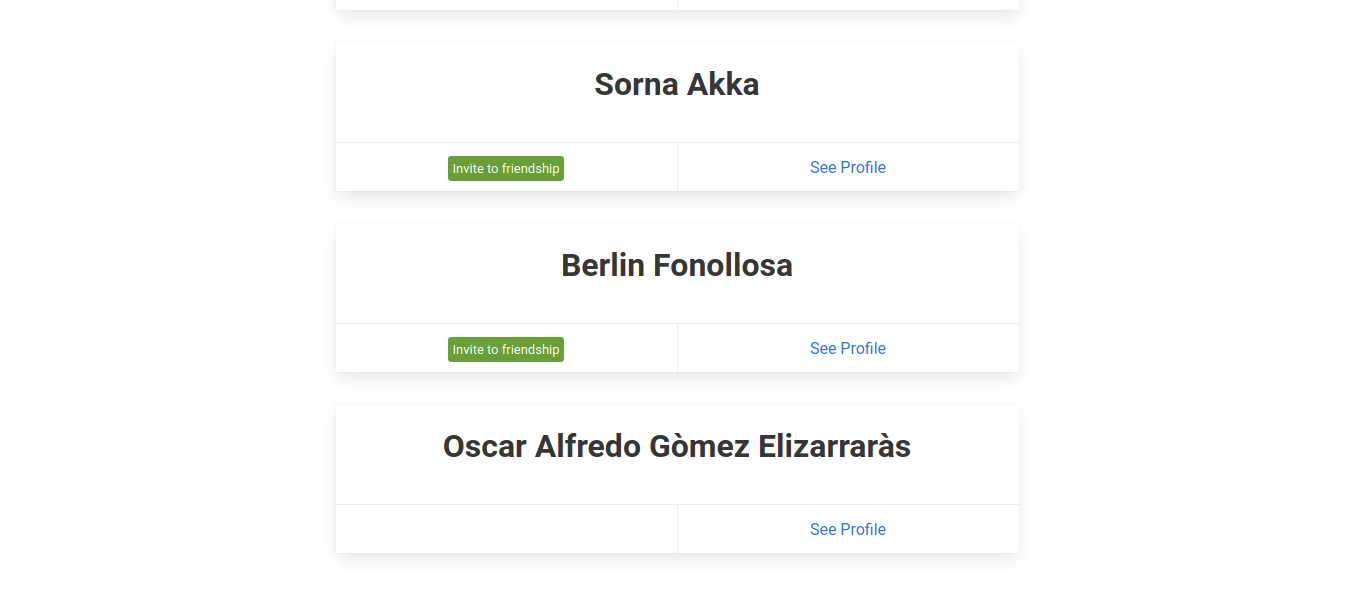 Sorna Akka
Invite to friendship
See Profile
Berlin Fonollosa
Invite to friendship
See Profile
Oscar Alfredo Gòmez Elizarraràs
See Profile